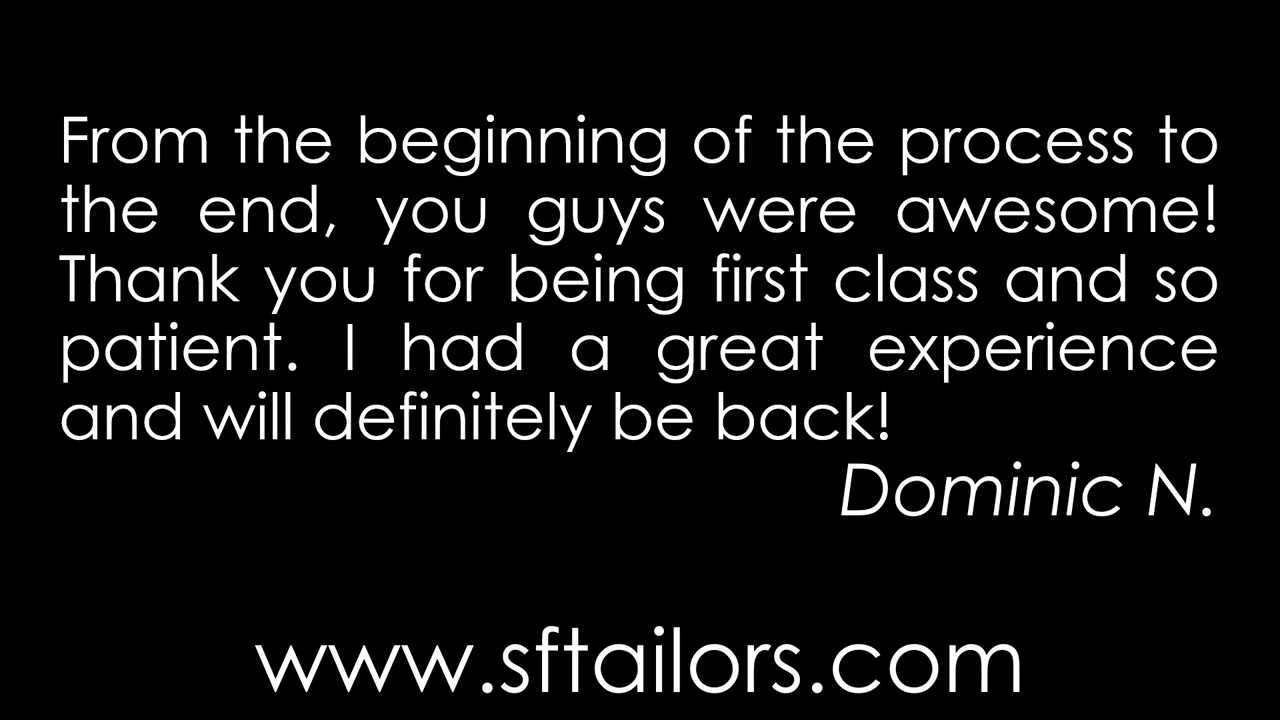 From the beginning of the process to
the end, you guys were awesome!
Thank you for being first class and so
patient. I had a great experience
and will definitely be back!
Dominic N.
www.sftailors.com